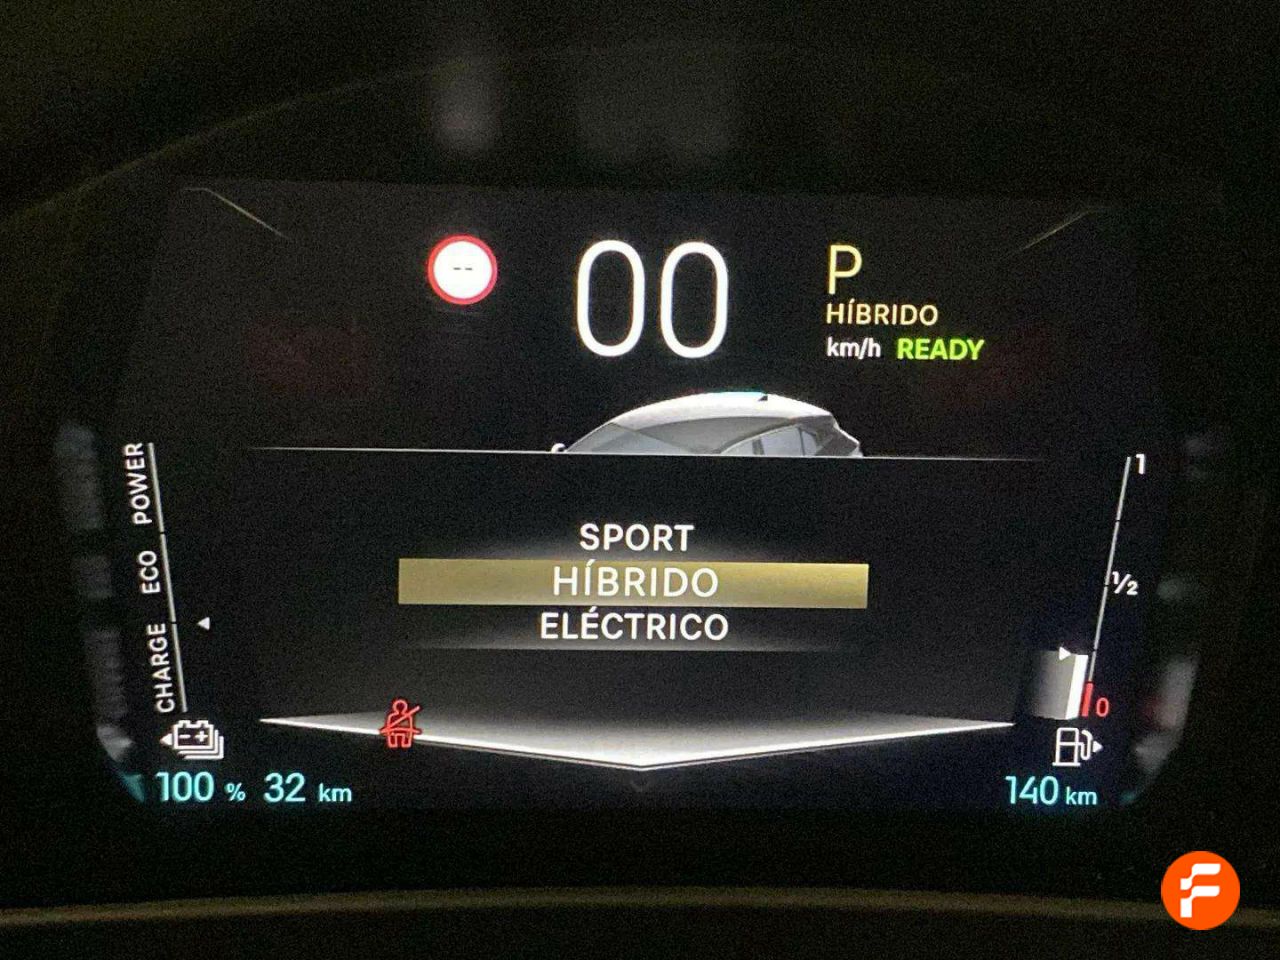 --
00
P
HÍBRIDO
km/h READY
POWER
ECO
CHARGE
1
1/2
0
SPORT
HÍBRIDO
ELÉCTRICO
- +
100 % 32 km
140 km
F